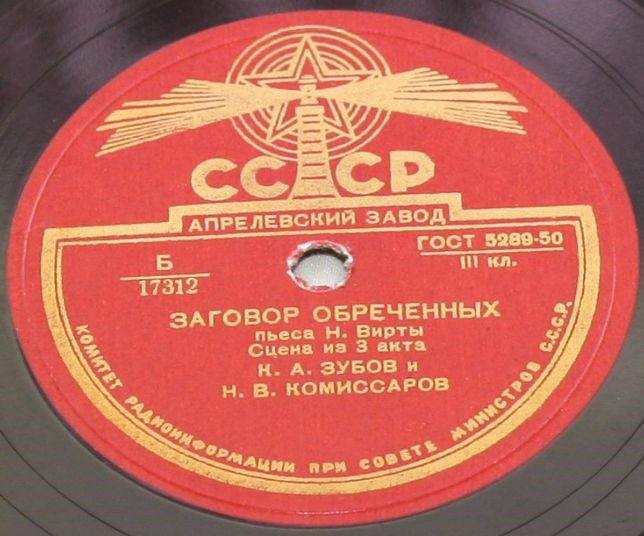 СССР
АПРЕЛЕВСКИЙ ЗАВОД
ГОСТ 5289-50
III кл.
Б
17312
ЗАГОВОР ОБРЕЧЕННЫХ
пьеса Н. Вирты
Сцена из 3 акта
К. А. ЗУБОВ и
Н. В. КОМИССАРОВ
КОМИТЕТ РАДИОИНФОРМАЦИИ ПРИ СОВЕТЕ МИНИСТРОВ С.С.С.Р.